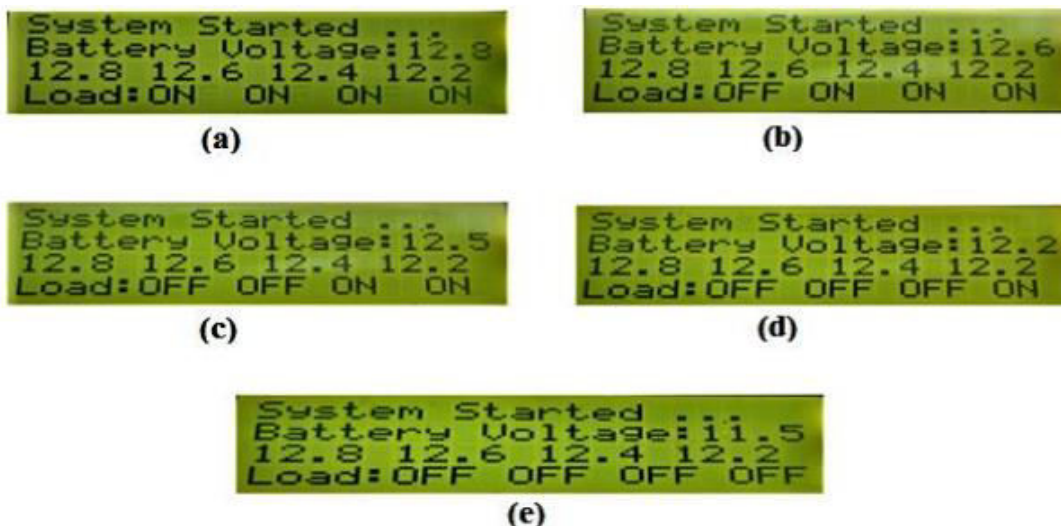 System Started ...
Battery Voltage:12.8
12.8 12.6 12.4 12.2
Load:ON ON ON ON
(a)
System Started ...
Battery Voltage:12.6
12.8 12.6 12.4 12.2
Load:OFF ON ON ON
(b)
System Started ...
Battery Voltage:12.5
12.8 12.6 12.4 12.2
Load:OFF OFF ON ON
(c)
System Started ...
Battery Voltage:12.2
12.8 12.6 12.4 12.2
Load:OFF OFF OFF ON
(d)
System Started ...
Battery Voltage:11.5
12.8 12.6 12.4 12.2
Load:OFF OFF OFF OFF
(e)